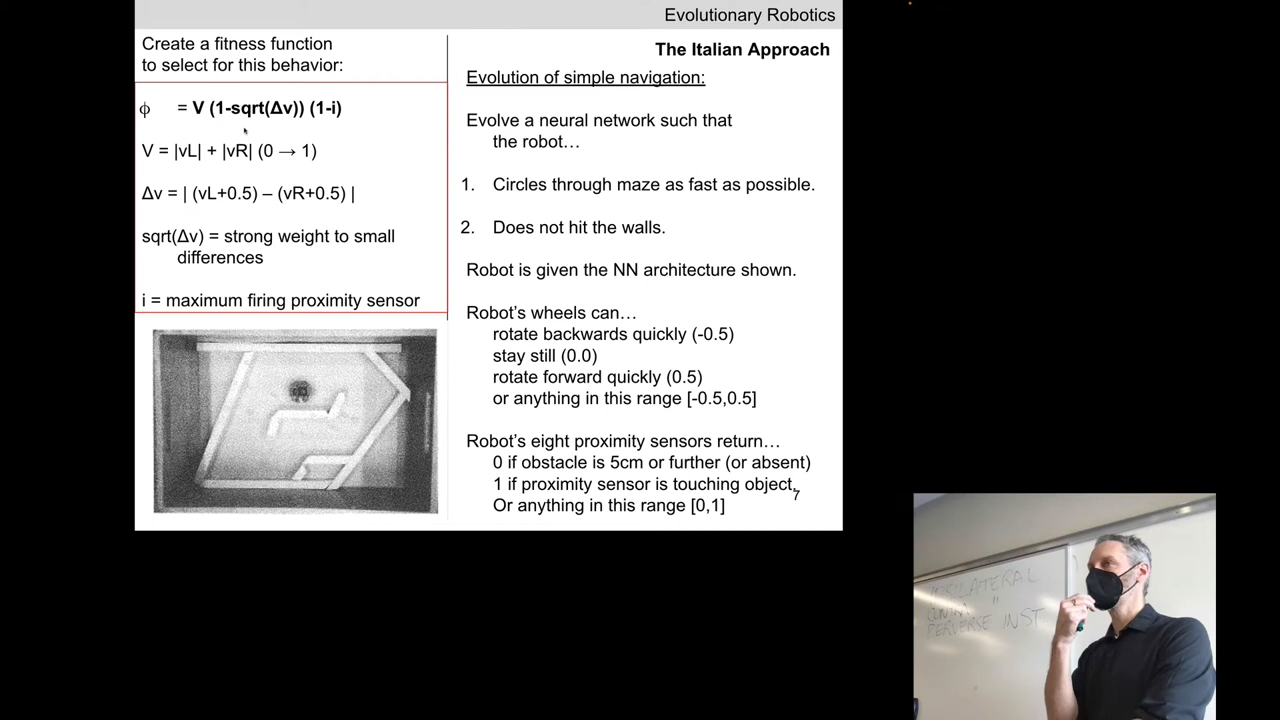 Evolutionary Robotics
Create a fitness function
to select for this behavior:
ϕ = V (1-sqrt(Δv)) (1-i)
V = |vL| + |vR| (0 → 1)
Δv = | (vL+0.5) – (vR+0.5) |
sqrt(Δv) = strong weight to small
differences
i = maximum firing proximity sensor
The Italian Approach
Evolution of simple navigation:
Evolve a neural network such that
the robot…
1. Circles through maze as fast as possible.
2. Does not hit the walls.
Robot is given the NN architecture shown.
Robot’s wheels can…
rotate backwards quickly (-0.5)
stay still (0.0)
rotate forward quickly (0.5)
or anything in this range [-0.5,0.5]
Robot’s eight proximity sensors return…
0 if obstacle is 5cm or further (or absent)
1 if proximity sensor is touching object.
Or anything in this range [0,1]
7
"
PERVERSE INST